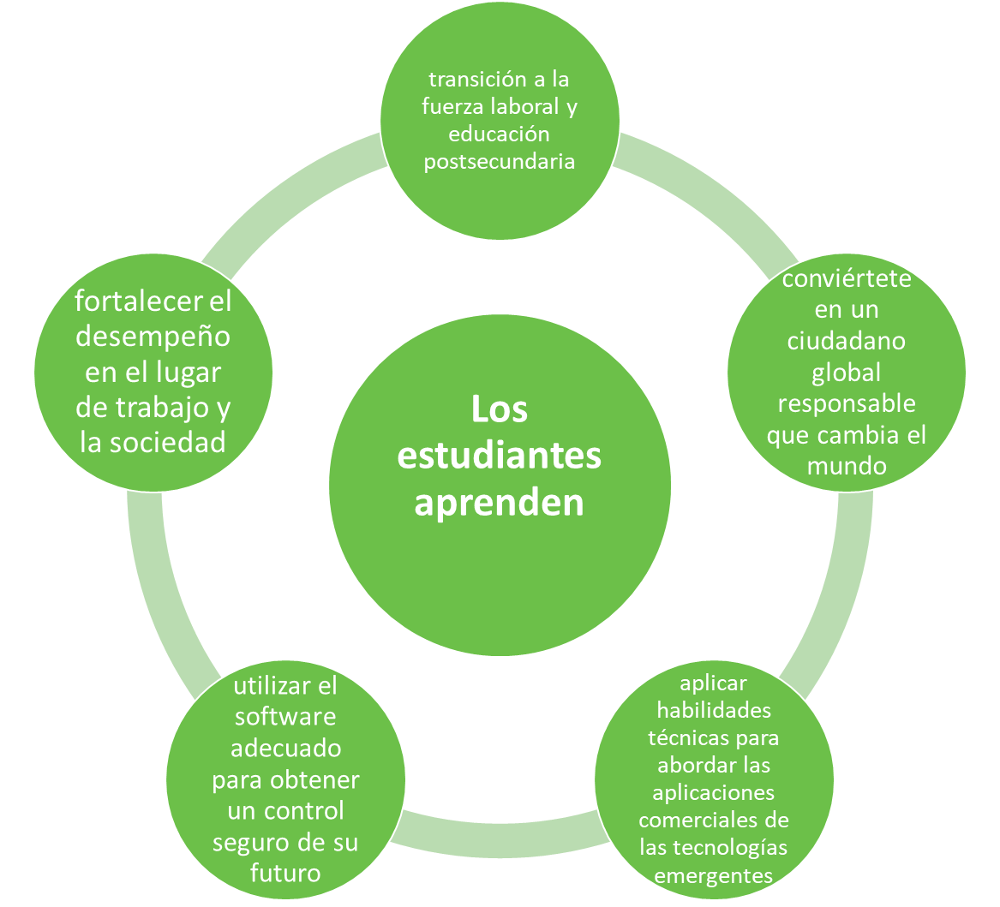 transición a la
fuerza laboral y
educación
postsecundaria
conviértete
en un
ciudadano
global
responsable
que cambia el
mundo
aplicar
habilidades
técnicas para
abordar las
aplicaciones
comerciales de
las tecnologías
emergentes
utilizar el
software
adecuado
para obtener
un control
seguro de su
futuro
fortalecer el
desempeño
en el lugar
de trabajo y
la sociedad
Los
estudiantes
aprenden